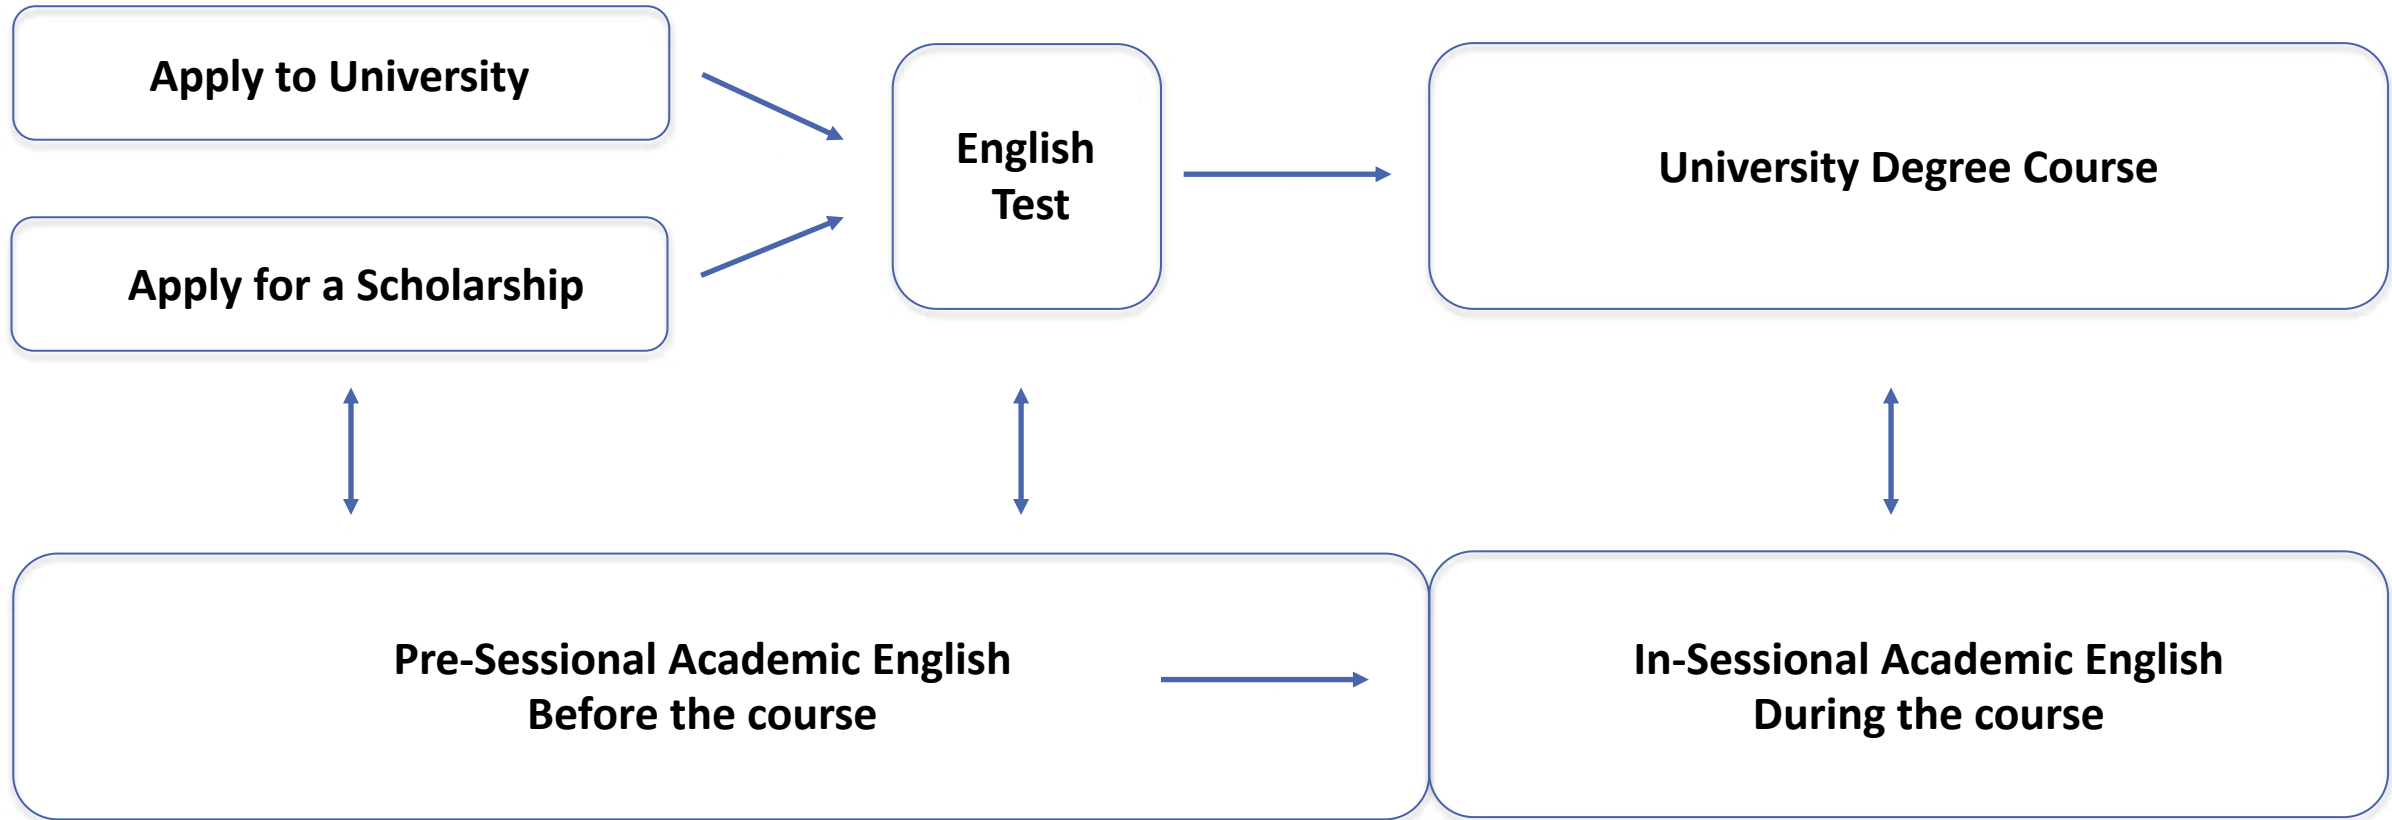 Apply to University
Apply for a Scholarship
English
Test
University Degree Course
Pre-Sessional Academic English
Before the course
In-Sessional Academic English
During the course